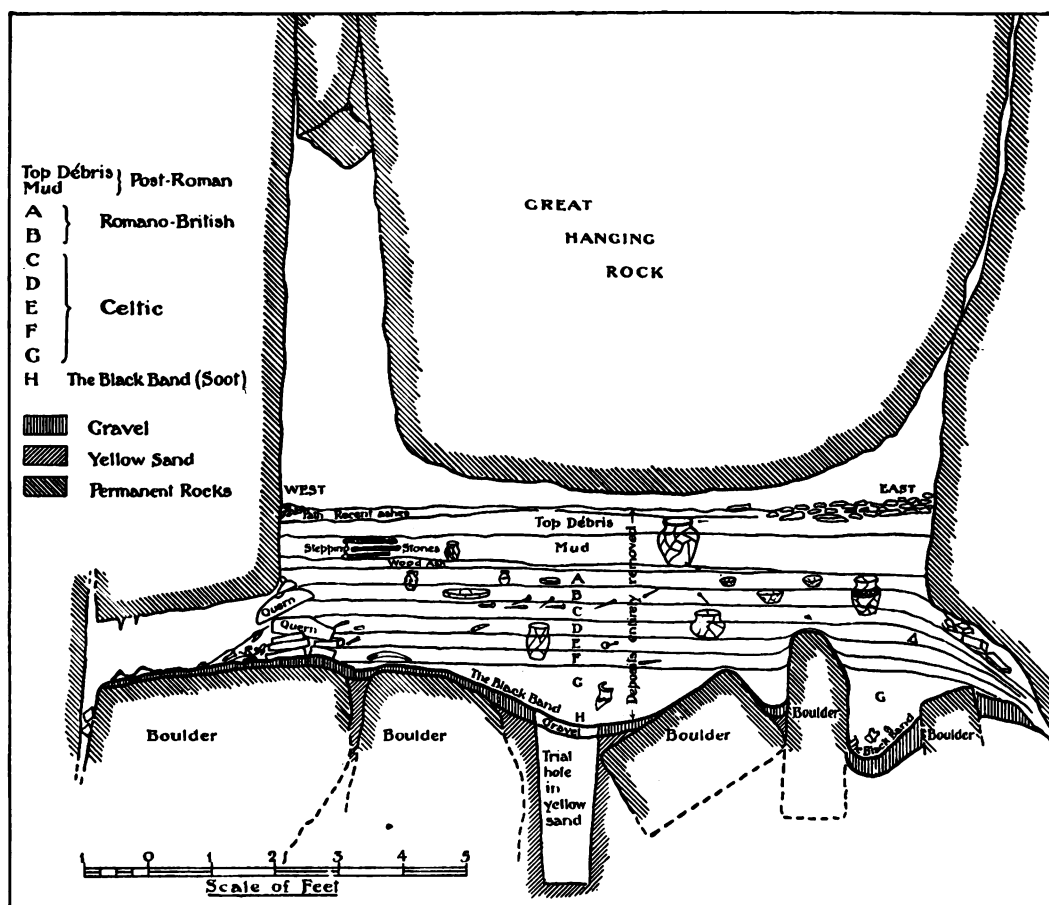 Top Débris
Mud
Post-Roman
A
B
Romano-British
C
D
E
F
G
Celtic
H The Black Band (Soot)
Gravel
Yellow Sand
Permanent Rocks
GREAT
HANGING
ROCK
WEST
EAST
Path Recent ashes
Top Débris
Stepping Stones
Mud
Wood Ash
A
B
C
D
E
F
G
H
Deposits entirely removed
Quern
Quern
The Black Band
Gravel
G
The Black Band
Boulder
Boulder
Boulder
Boulder
Boulder
Trial
hole
in
yellow
sand
1 0 1 2 3 4 5
Scale of Feet